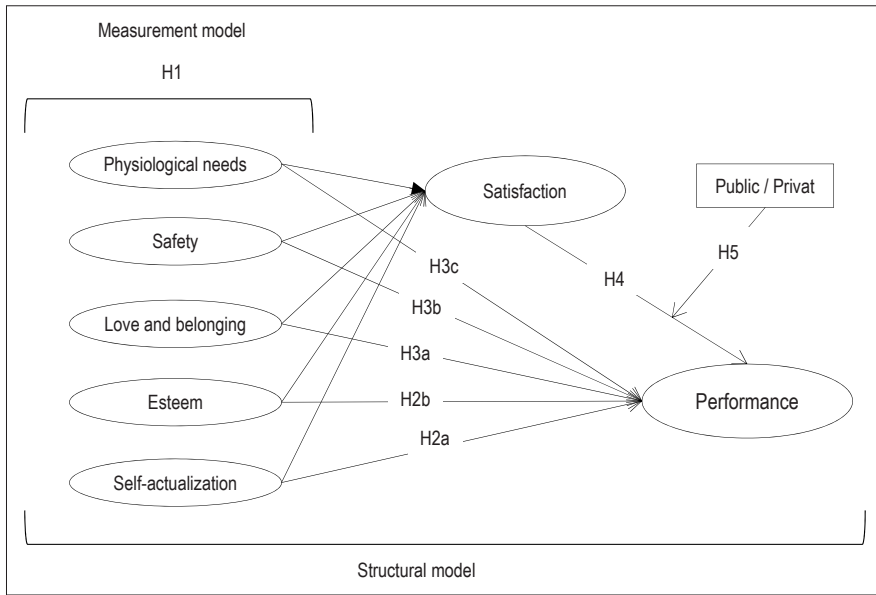 Measurement model
H1
Physiological needs
Satisfaction
Public / Privat
Safety
H3c
H4
H5
H3b
Love and belonging
H3a
Esteem
H2b
Performance
H2a
Self-actualization
Structural model